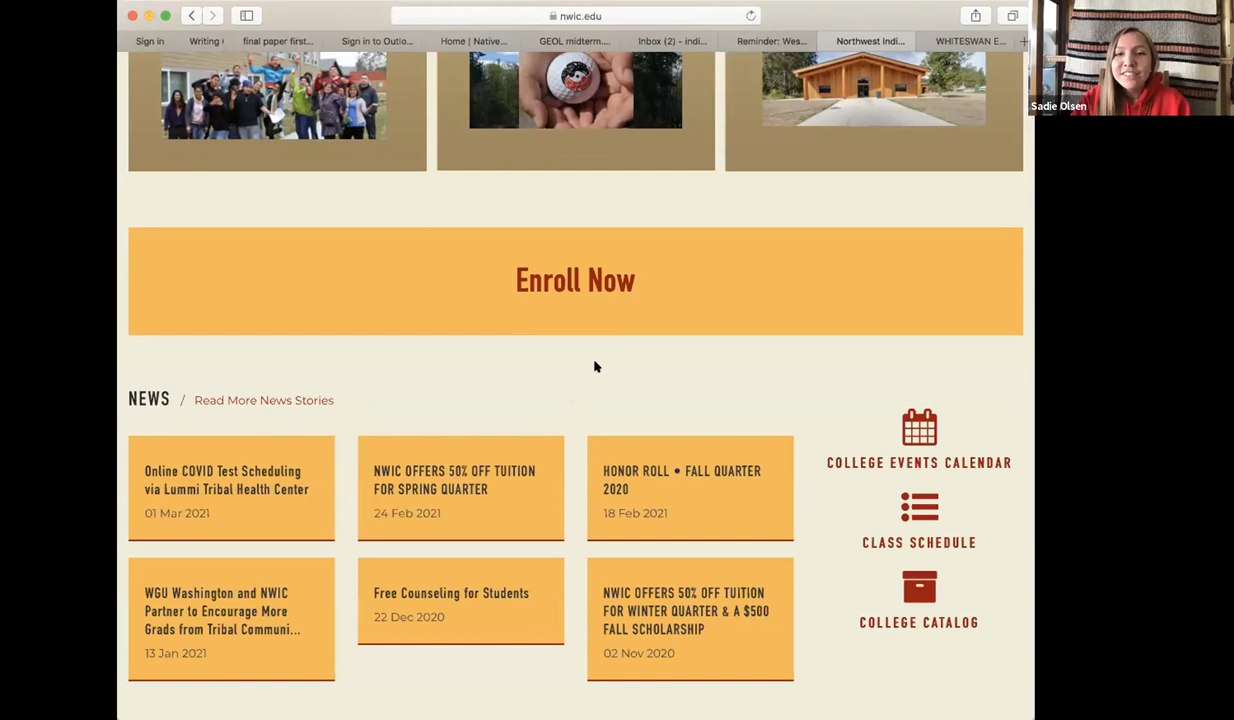 nwic.edu
Sign in
Writing
final paper first...
Sign in to Outlo...
Home | Native...
GEOL midterm....
Inbox (2) - indi...
Reminder: Wes...
Northwest Indi...
WHITESWAN E...
Sadie Olsen
Enroll Now
NEWS / Read More News Stories
Online COVID Test Scheduling
via Lummi Tribal Health Center
01 Mar 2021
NWIC OFFERS 50% OFF TUITION
FOR SPRING QUARTER
24 Feb 2021
HONOR ROLL • FALL QUARTER
2020
18 Feb 2021
WGU Washington and NWIC
Partner to Encourage More
Grads from Tribal Communi...
13 Jan 2021
Free Counseling for Students
22 Dec 2020
NWIC OFFERS 50% OFF TUITION
FOR WINTER QUARTER & A $500
FALL SCHOLARSHIP
02 Nov 2020
COLLEGE EVENTS CALENDAR
CLASS SCHEDULE
COLLEGE CATALOG